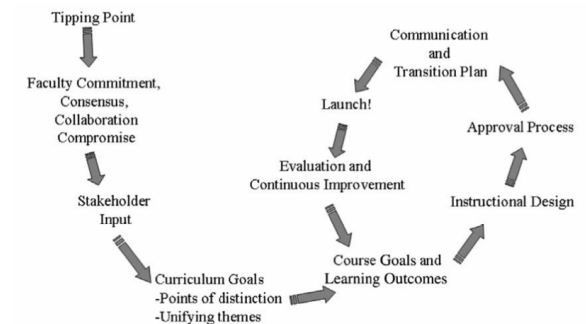 Tipping Point
Faculty Commitment,
Consensus,
Collaboration
Compromise
Stakeholder
Input
Curriculum Goals
-Points of distinction
-Unifying themes
Course Goals and
Learning Outcomes
Instructional Design
Approval Process
Communication
and
Transition Plan
Launch!
Evaluation and
Continuous Improvement